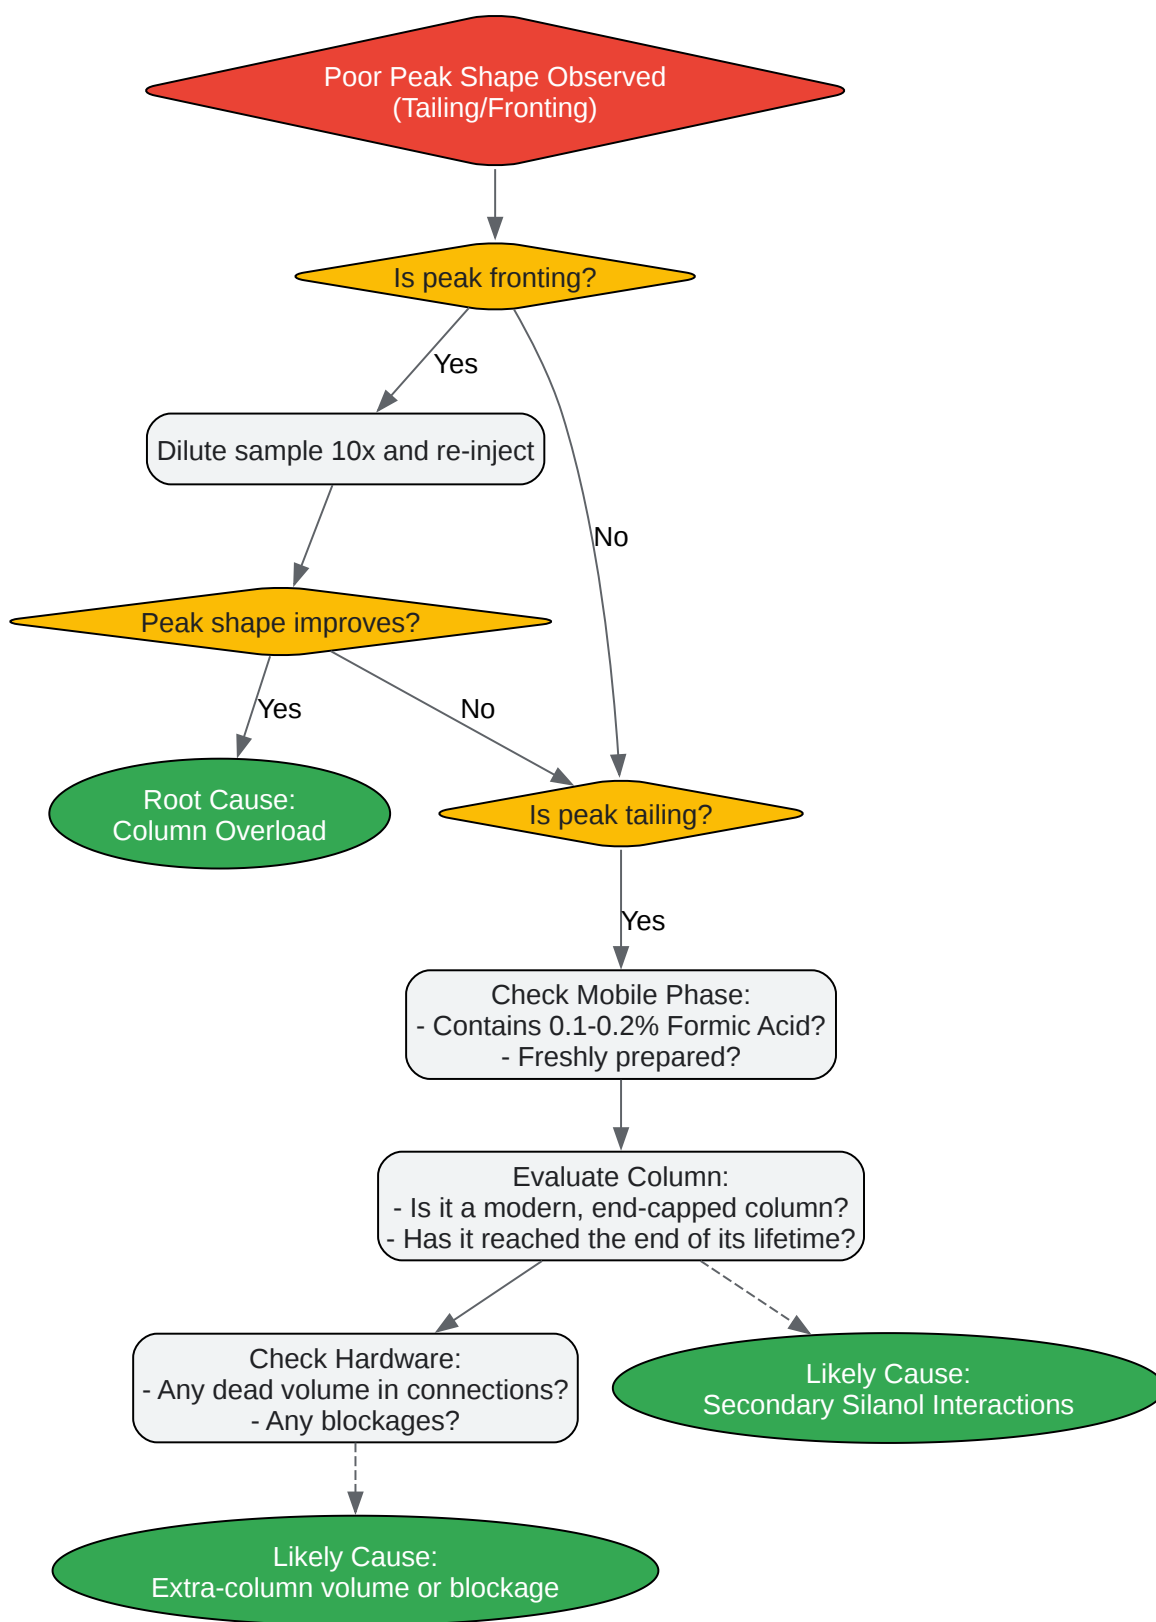 Poor Peak Shape Observed
(Tailing/Fronting)
Is peak fronting?
Yes
Dilute sample 10x and re-inject
No
Peak shape improves?
Yes
No
Root Cause:
Column Overload
Is peak tailing?
Yes
Check Mobile Phase:
- Contains 0.1-0.2% Formic Acid?
- Freshly prepared?
Evaluate Column:
- Is it a modern, end-capped column?
- Has it reached the end of its lifetime?
Check Hardware:
- Any dead volume in connections?
- Any blockages?
Likely Cause:
Secondary Silanol Interactions
Likely Cause:
Extra-column volume or blockage